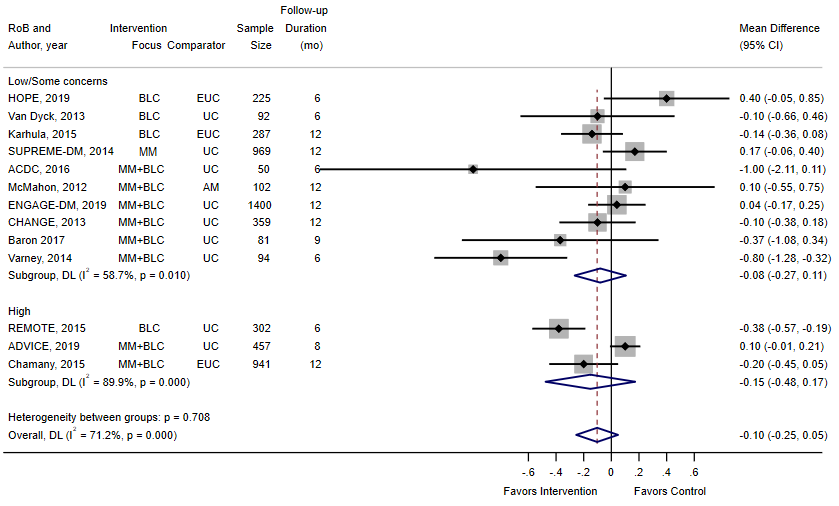 Follow-up
RoB and Intervention Sample Duration Mean Difference
Author, year Focus Comparator Size (mo) (95% CI)
Low/Some concerns
HOPE, 2019 BLC EUC 225 6 0.40 (-0.05, 0.85)
Van Dyck, 2013 BLC UC 92 6 -0.10 (-0.66, 0.46)
Karhula, 2015 BLC EUC 287 12 -0.14 (-0.36, 0.08)
SUPREME-DM, 2014 MM UC 969 12 0.17 (-0.06, 0.40)
ACDC, 2016 MM+BLC UC 50 6 -1.00 (-2.11, 0.11)
McMahon, 2012 MM+BLC AM 102 12 0.10 (-0.55, 0.75)
ENGAGE-DM, 2019 MM+BLC UC 1400 12 0.04 (-0.17, 0.25)
CHANGE, 2013 MM+BLC UC 359 12 -0.10 (-0.38, 0.18)
Baron 2017 MM+BLC UC 81 9 -0.37 (-1.08, 0.34)
Varney, 2014 MM+BLC UC 94 6 -0.80 (-1.28, -0.32)
Subgroup, DL (I² = 58.7%, p = 0.010) -0.08 (-0.27, 0.11)
High
REMOTE, 2015 BLC UC 302 6 -0.38 (-0.57, -0.19)
ADVICE, 2019 MM+BLC UC 457 8 0.10 (-0.01, 0.21)
Chamany, 2015 MM+BLC EUC 941 12 -0.20 (-0.45, 0.05)
Subgroup, DL (I² = 89.9%, p = 0.000) -0.15 (-0.48, 0.17)
Heterogeneity between groups: p = 0.708
Overall, DL (I² = 71.2%, p = 0.000) -0.10 (-0.25, 0.05)
-.6 -.4 -.2 0 .2 .4 .6
Favors Intervention Favors Control